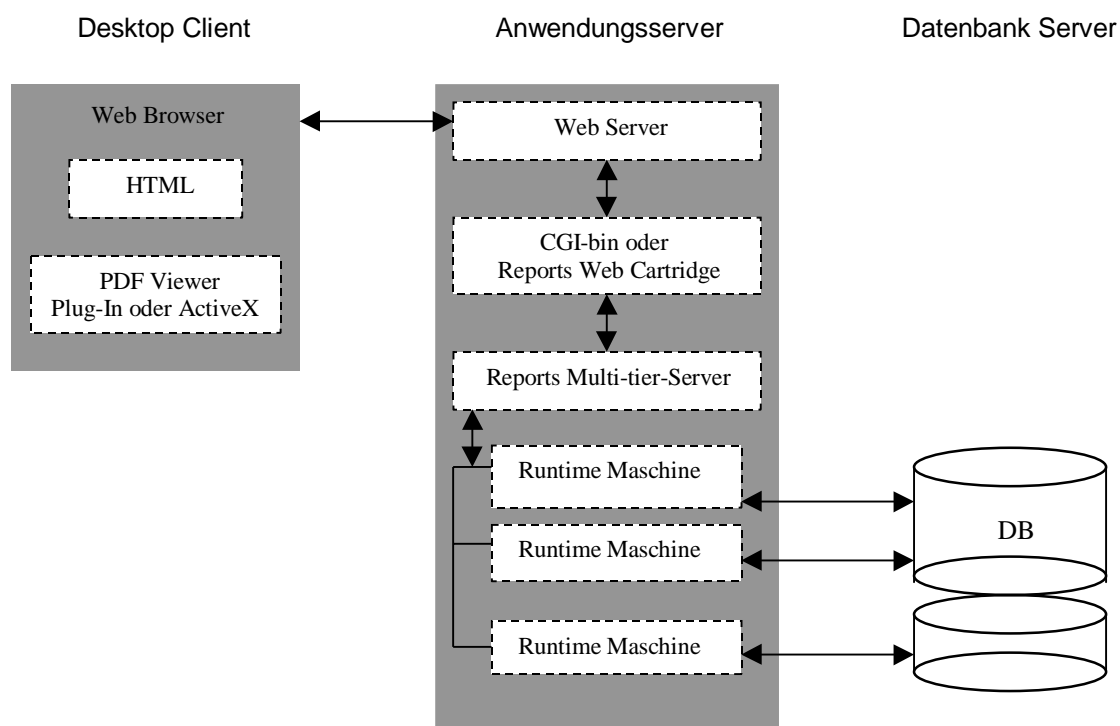 Desktop Client
Anwendungsserver
Datenbank Server
Web Browser
HTML
PDF Viewer
Plug-In oder ActiveX
Web Server
CGI-bin oder
Reports Web Cartridge
Reports Multi-tier-Server
Runtime Maschine
Runtime Maschine
Runtime Maschine
DB